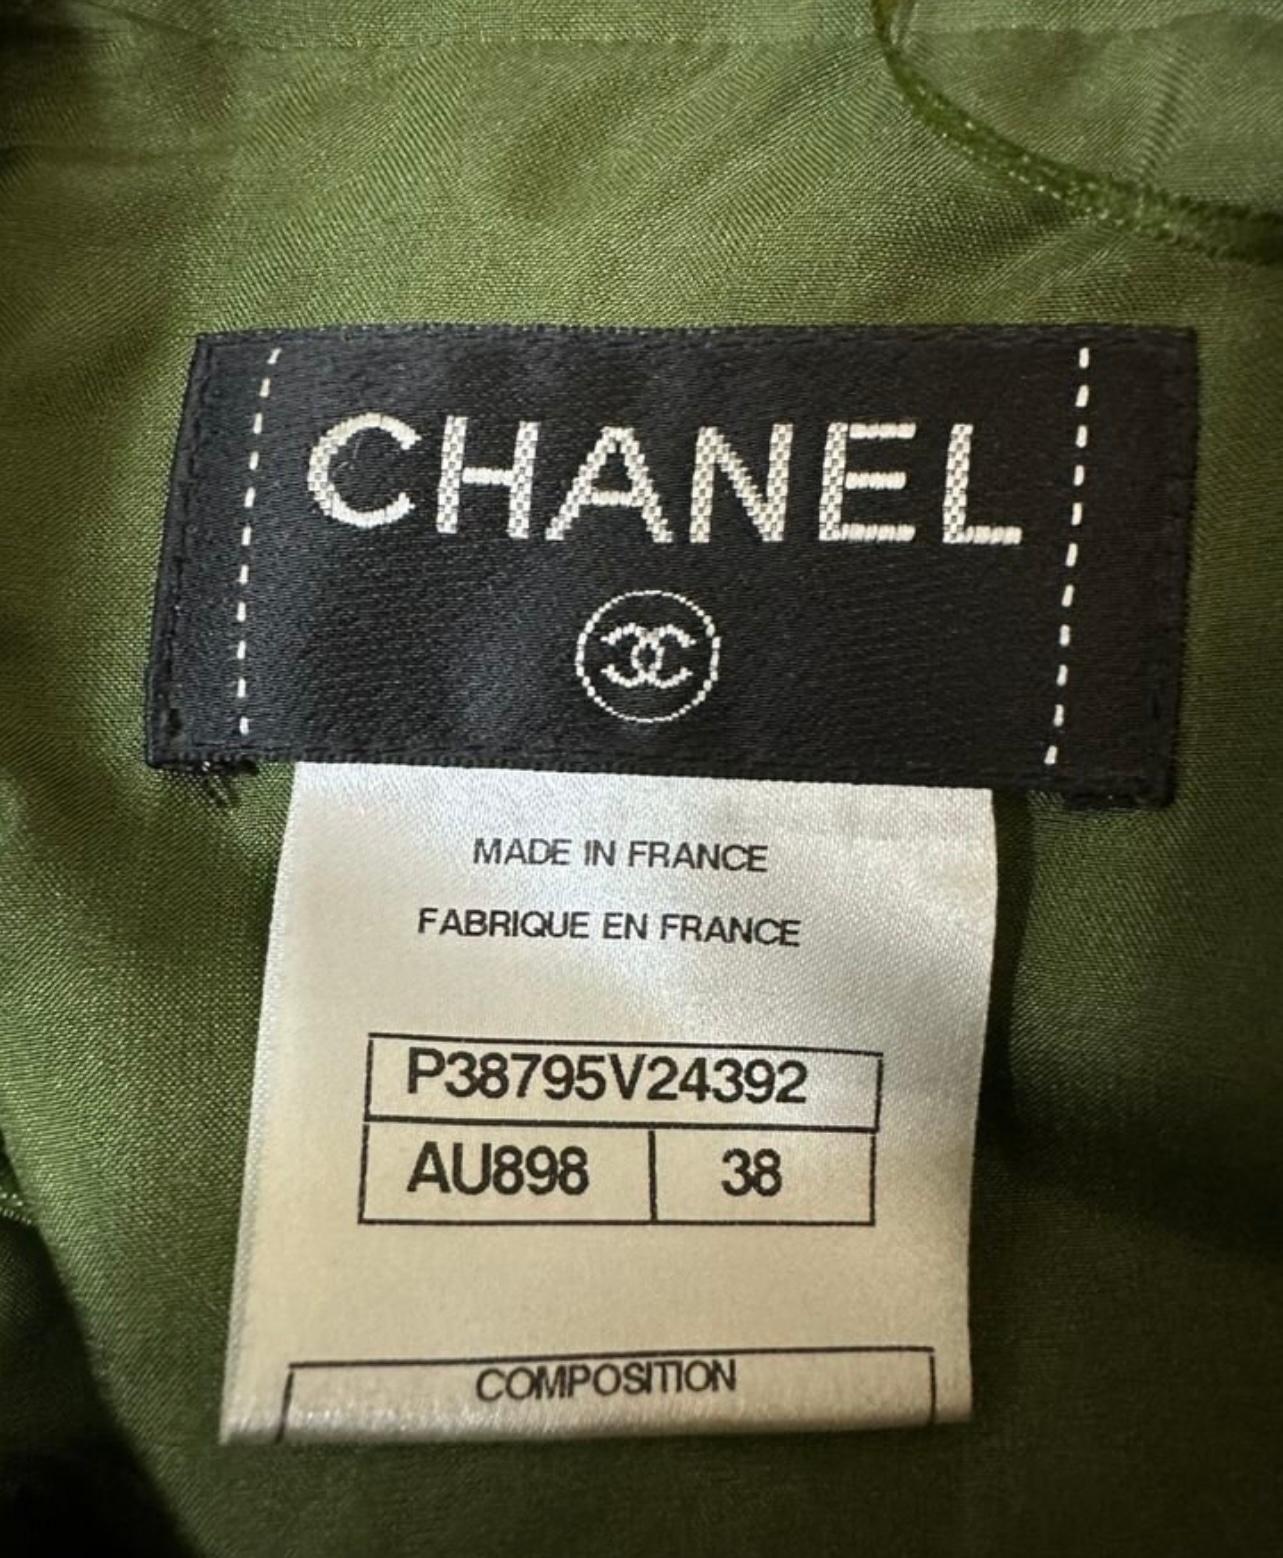 CHANEL
MADE IN FRANCE
FABRIQUE EN FRANCE
P38795V24392
AU898 38
COMPOSITION